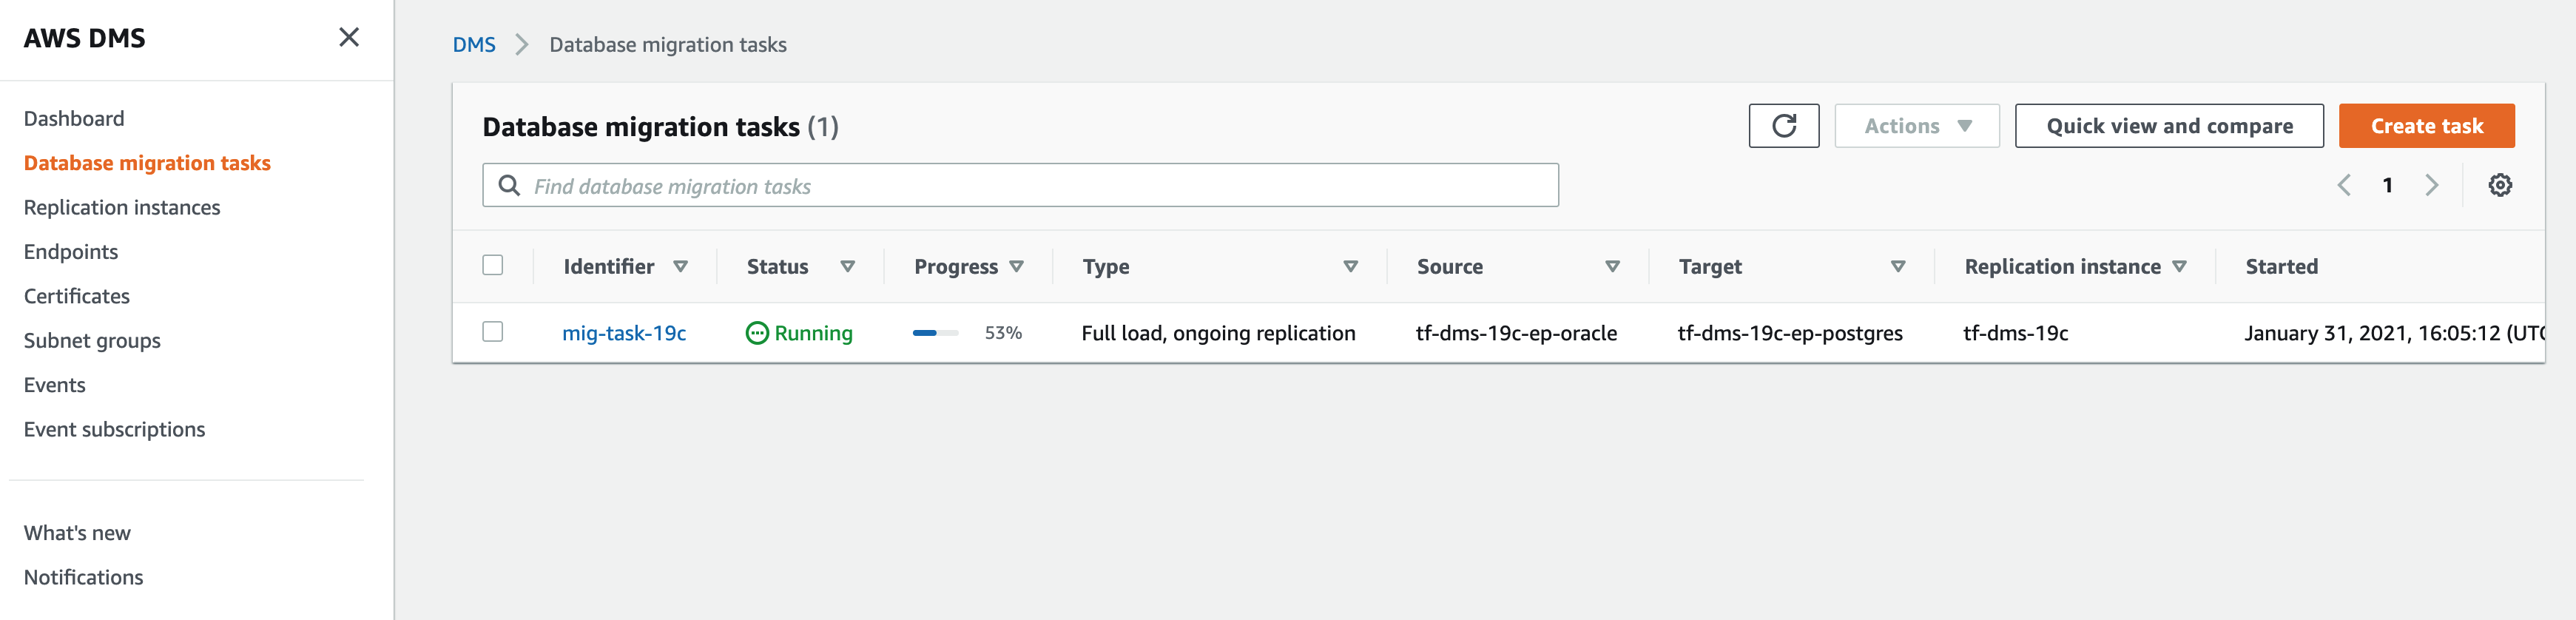 AWS DMS
Dashboard
Database migration tasks
Replication instances
Endpoints
Certificates
Subnet groups
Events
Event subscriptions
What's new
Notifications
DMS Database migration tasks
Database migration tasks (1)
Actions Quick view and compare Create task
Find database migration tasks
1
Identifier Status Progress Type Source Target Replication instance Started
mig-task-19c Running 53% Full load, ongoing replication tf-dms-19c-ep-oracle tf-dms-19c-ep-postgres tf-dms-19c January 31, 2021, 16:05:12 (UTC